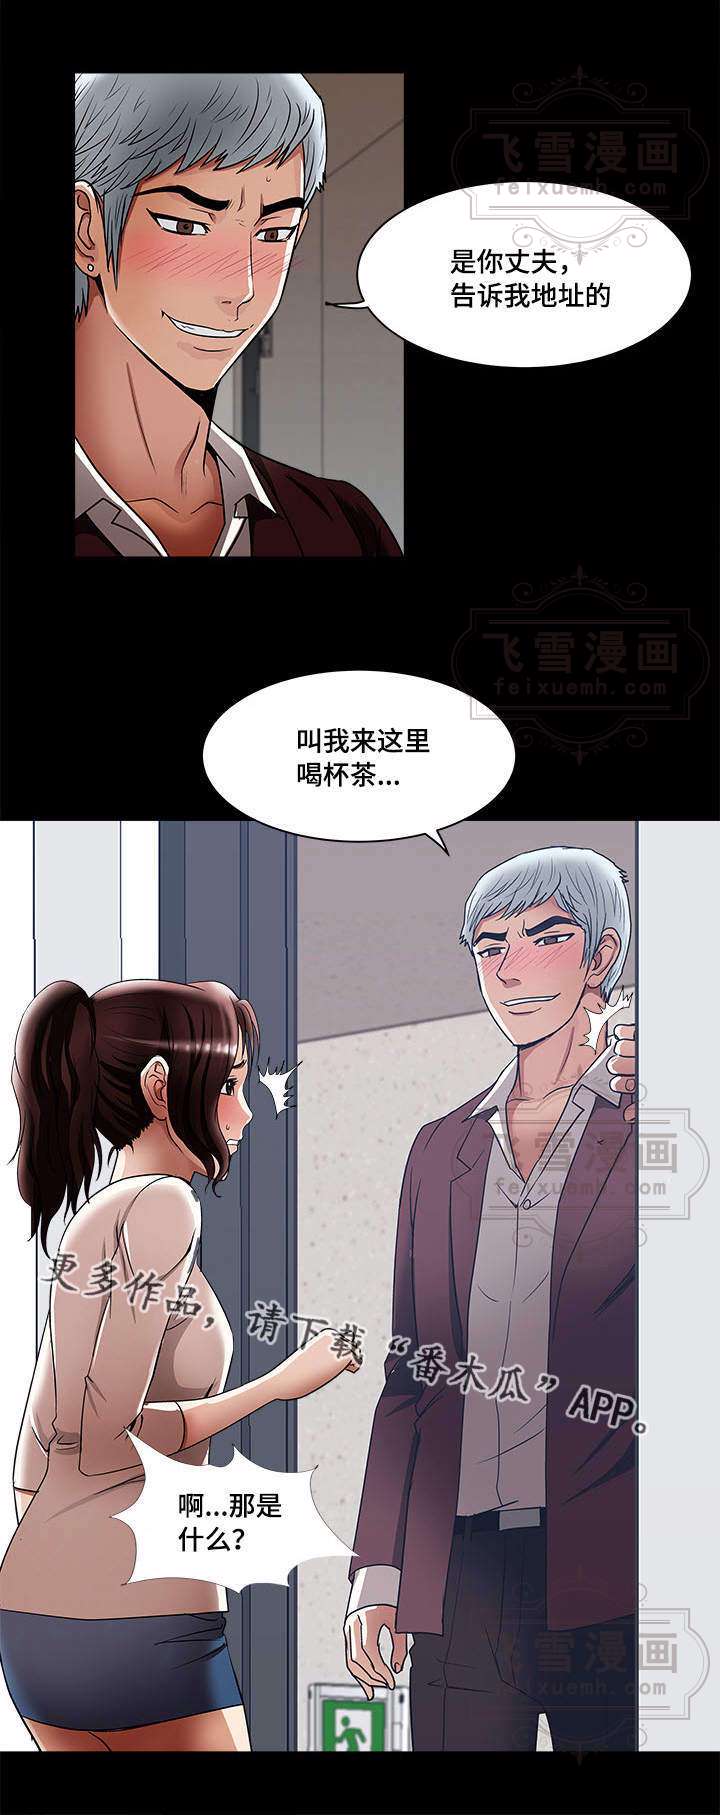 飞雪漫画
feixuemh.com
是你丈夫，
告诉我地址的
飞雪漫画
feixuemh.com
叫我来这里
喝杯茶...
飞雪漫画
feixuemh.com
更多作品，请下载“番木瓜”APP。
啊...那是
什么？
飞雪漫画
feixuemh.com